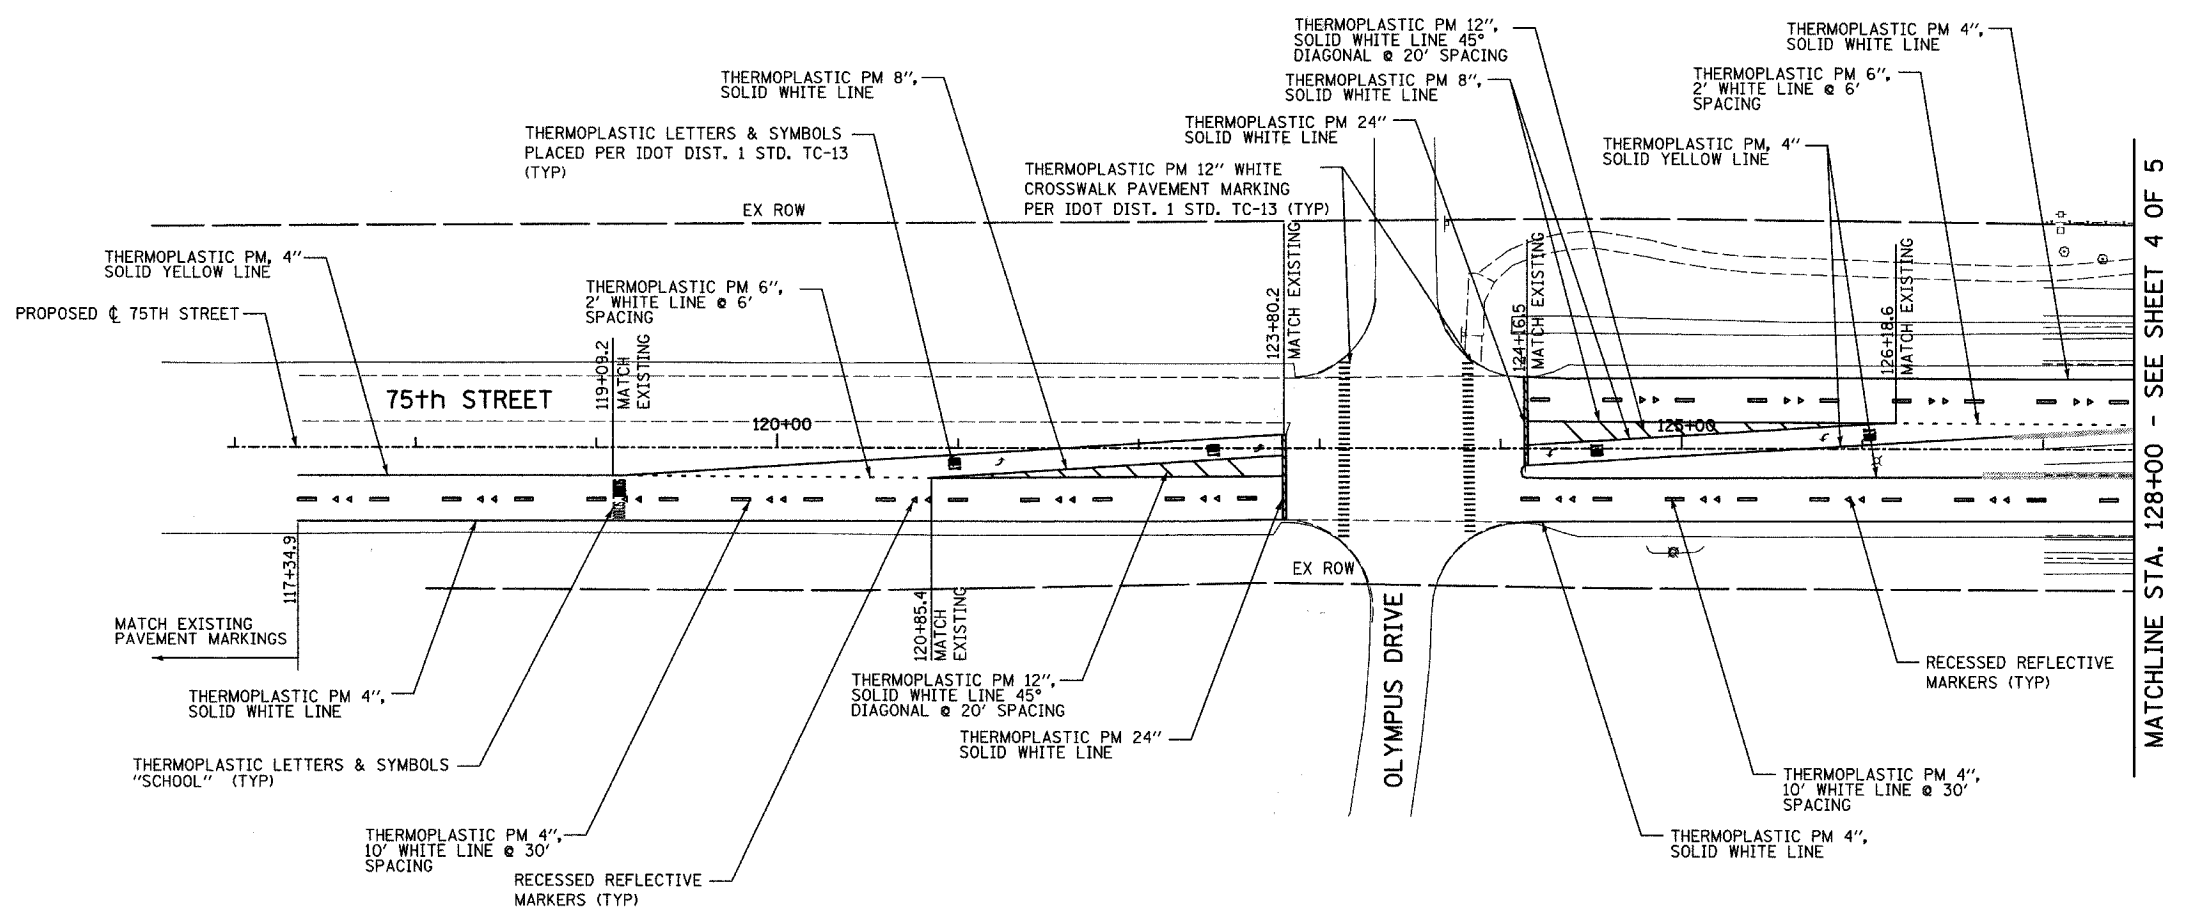 THERMOPLASTIC PM 12",
SOLID WHITE LINE 45°
DIAGONAL @ 20' SPACING
THERMOPLASTIC PM 4",
SOLID WHITE LINE
THERMOPLASTIC PM 8",
SOLID WHITE LINE
THERMOPLASTIC PM 8",
SOLID WHITE LINE
THERMOPLASTIC PM 6",
2' WHITE LINE @ 6'
SPACING
THERMOPLASTIC LETTERS & SYMBOLS
PLACED PER IDOT DIST. 1 STD. TC-13
(TYP)
THERMOPLASTIC PM 24"
SOLID WHITE LINE
THERMOPLASTIC PM, 4"
SOLID YELLOW LINE
THERMOPLASTIC PM 12" WHITE
CROSSWALK PAVEMENT MARKING
PER IDOT DIST. 1 STD. TC-13 (TYP)
EX ROW
THERMOPLASTIC PM, 4"
SOLID YELLOW LINE
THERMOPLASTIC PM 6",
2' WHITE LINE @ 6'
SPACING
PROPOSED ℄ 75TH STREET
119+09.2
MATCH
EXISTING
123+80.2
MATCH EXISTING
124+16.5
MATCH EXISTING
126+18.6
MATCH EXISTING
75th STREET
120+00
125+00
117+34.9
MATCH EXISTING
PAVEMENT MARKINGS
120+85.4
MATCH
EXISTING
EX ROW
OLYMPUS DRIVE
MATCHLINE STA. 128+00 - SEE SHEET 4 OF 5
THERMOPLASTIC PM 4",
SOLID WHITE LINE
THERMOPLASTIC PM 12",
SOLID WHITE LINE 45°
DIAGONAL @ 20' SPACING
RECESSED REFLECTIVE
MARKERS (TYP)
THERMOPLASTIC PM 24"
SOLID WHITE LINE
THERMOPLASTIC LETTERS & SYMBOLS
"SCHOOL" (TYP)
THERMOPLASTIC PM 4",
10' WHITE LINE @ 30'
SPACING
THERMOPLASTIC PM 4",
10' WHITE LINE @ 30'
SPACING
THERMOPLASTIC PM 4",
SOLID WHITE LINE
RECESSED REFLECTIVE
MARKERS (TYP)